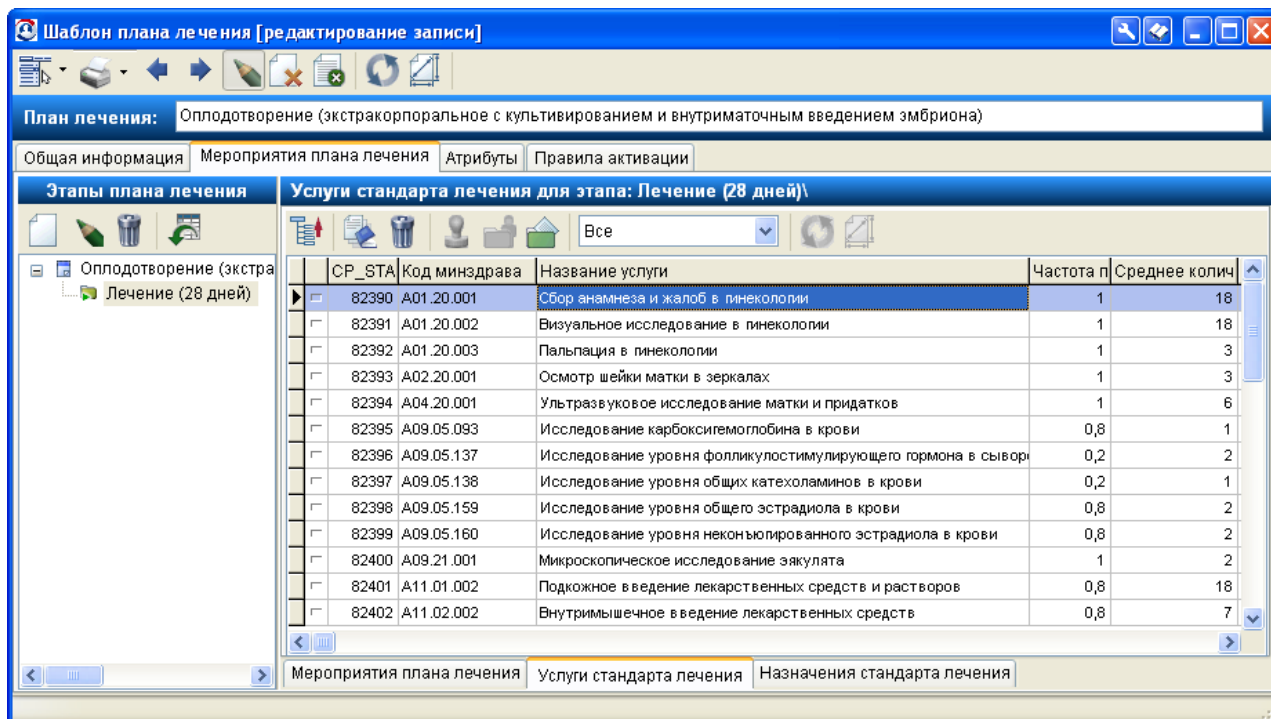 Шаблон плана лечения [редактирование записи]
План лечения: Оплодотворение (экстракорпоральное с культивированием и внутриматочным введением эмбриона)
Общая информация Мероприятия плана лечения Атрибуты Правила активации
Этапы плана лечения Услуги стандарта лечения для этапа: Лечение (28 дней)\
Все
Оплодотворение (экстра
Лечение (28 дней)
CP_STA Код минздрава Название услуги Частота п Среднее колич
82390 A01.20.001 Сбор анамнеза и жалоб в гинекологии 1 18
82391 A01.20.002 Визуальное исследование в гинекологии 1 18
82392 A01.20.003 Пальпация в гинекологии 1 3
82393 A02.20.001 Осмотр шейки матки в зеркалах 1 3
82394 A04.20.001 Ультразвуковое исследование матки и придатков 1 6
82395 A09.05.093 Исследование карбоксигемоглобина в крови 0,8 1
82396 A09.05.137 Исследование уровня фолликулостимулирующего гормона в сыворо 0,2 2
82397 A09.05.138 Исследование уровня общих катехоламинов в крови 0,2 1
82398 A09.05.159 Исследование уровня общего эстрадиола в крови 0,8 2
82399 A09.05.160 Исследование уровня неконъюгированного эстрадиола в крови 0,8 2
82400 A09.21.001 Микроскопическое исследование эякулята 1 2
82401 A11.01.002 Подкожное введение лекарственных средств и растворов 0,8 18
82402 A11.02.002 Внутримышечное введение лекарственных средств 0,8 7
Мероприятия плана лечения Услуги стандарта лечения Назначения стандарта лечения